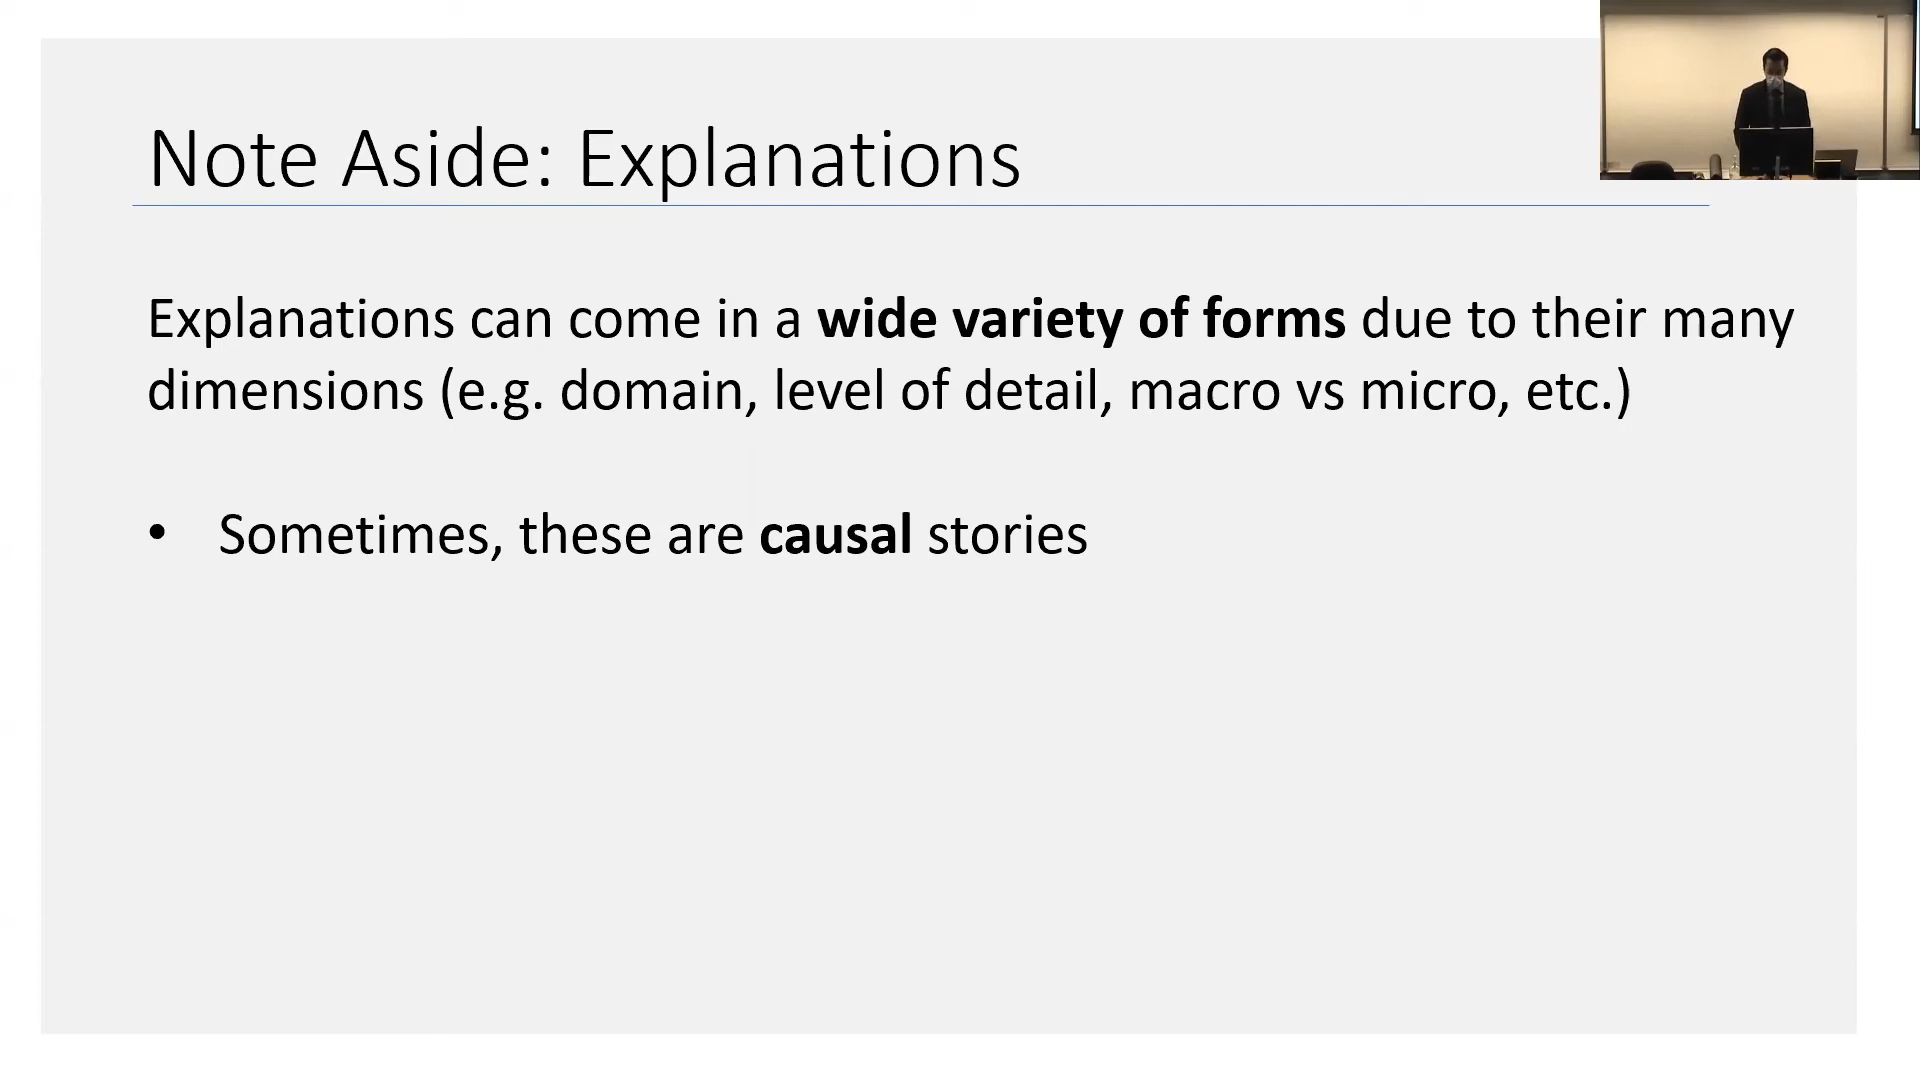 Note Aside: Explanations
Explanations can come in a wide variety of forms due to their many
dimensions (e.g. domain, level of detail, macro vs micro, etc.)
• Sometimes, these are causal stories